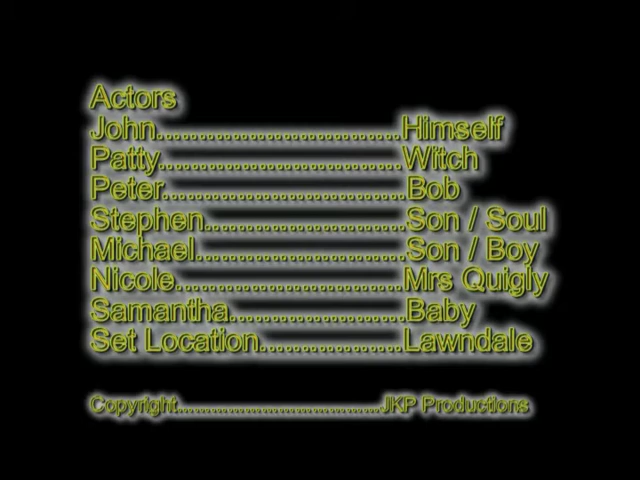 Actors
John.............................Himself
Patty.............................Witch
Peter.............................Bob
Stephen........................Son / Soul
Michael.........................Son / Boy
Nicole...........................Mrs Quigly
Samantha.....................Baby
Set Location.................Lawndale
Copyright....................................JKP Productions